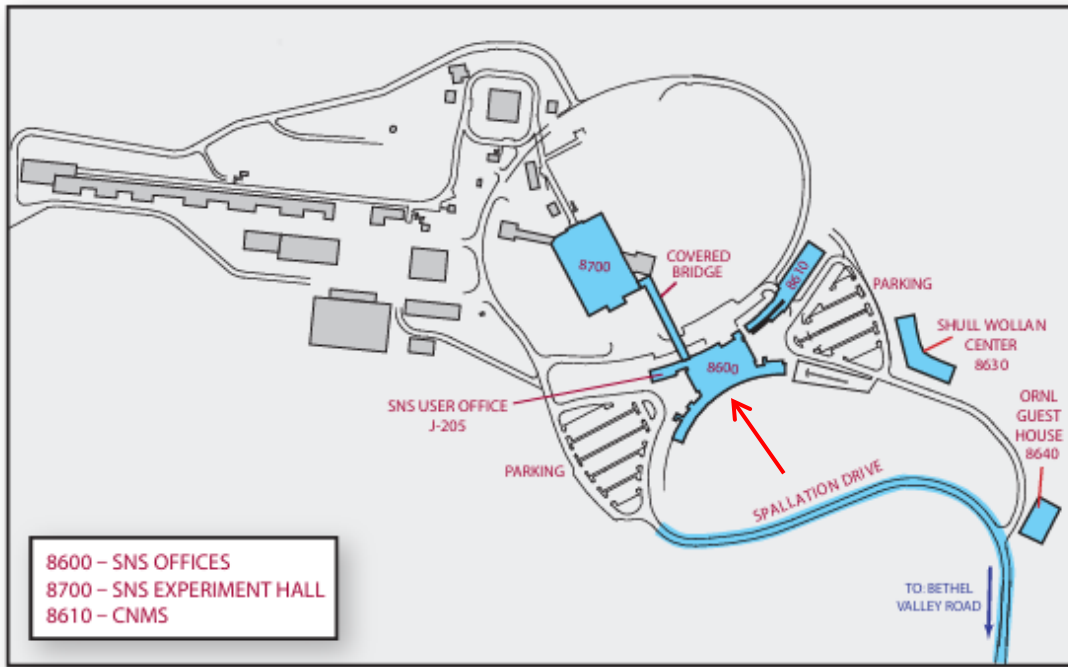 8700
COVERED
BRIDGE
8610
PARKING
SHULL WOLLAN
CENTER
8630
8600
SNS USER OFFICE
J-205
ORNL
GUEST
HOUSE
8640
PARKING
SPALLATION DRIVE
8600 – SNS OFFICES
8700 – SNS EXPERIMENT HALL
8610 – CNMS
TO: BETHEL
VALLEY ROAD